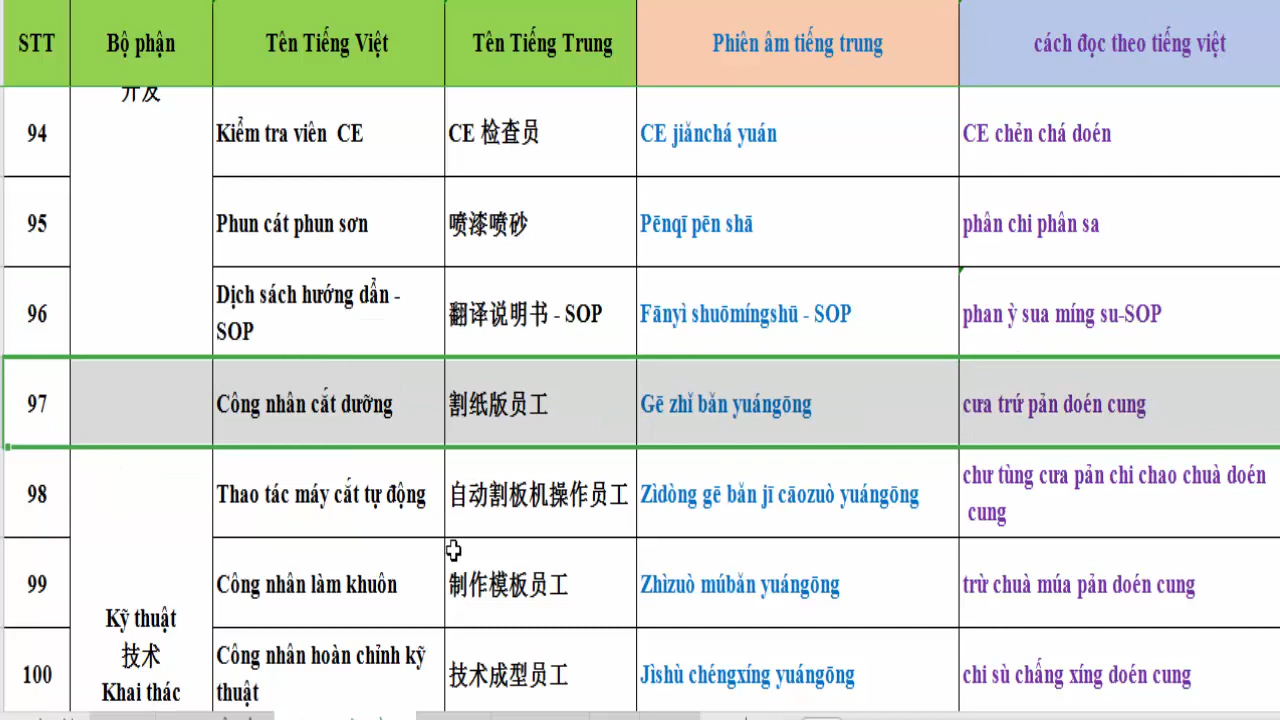 STT Bộ phận Tên Tiếng Việt Tên Tiếng Trung Phiên âm tiếng trung cách đọc theo tiếng việt
开发
94 Kiểm tra viên CE CE 检查员 CE jiǎnchá yuán CE chẻn chá doén
95 Phun cát phun sơn 喷漆喷砂 Pēnqī pēn shā phân chi phân sa
96 Dịch sách hướng dẩn - SOP 翻译说明书 - SOP Fānyì shuōmíngshū - SOP phan ỳ sua míng su-SOP
97 Công nhân cắt dưỡng 割纸版员工 Gē zhǐ bǎn yuángōng cưa trứ pản doén cung
98 Thao tác máy cắt tự động 自动割板机操作员工 Zìdòng gē bǎn jī cāozuò yuángōng chư tùng cưa pản chi chao chuà doén cung
99 Công nhân làm khuôn 制作模板员工 Zhìzuò múbǎn yuángōng trừ chuà múa pản doén cung
Kỹ thuật
技术
Khai thác
100 Công nhân hoàn chỉnh kỹ thuật 技术成型员工 Jìshù chéngxíng yuángōng chi sù chấng xíng doén cung